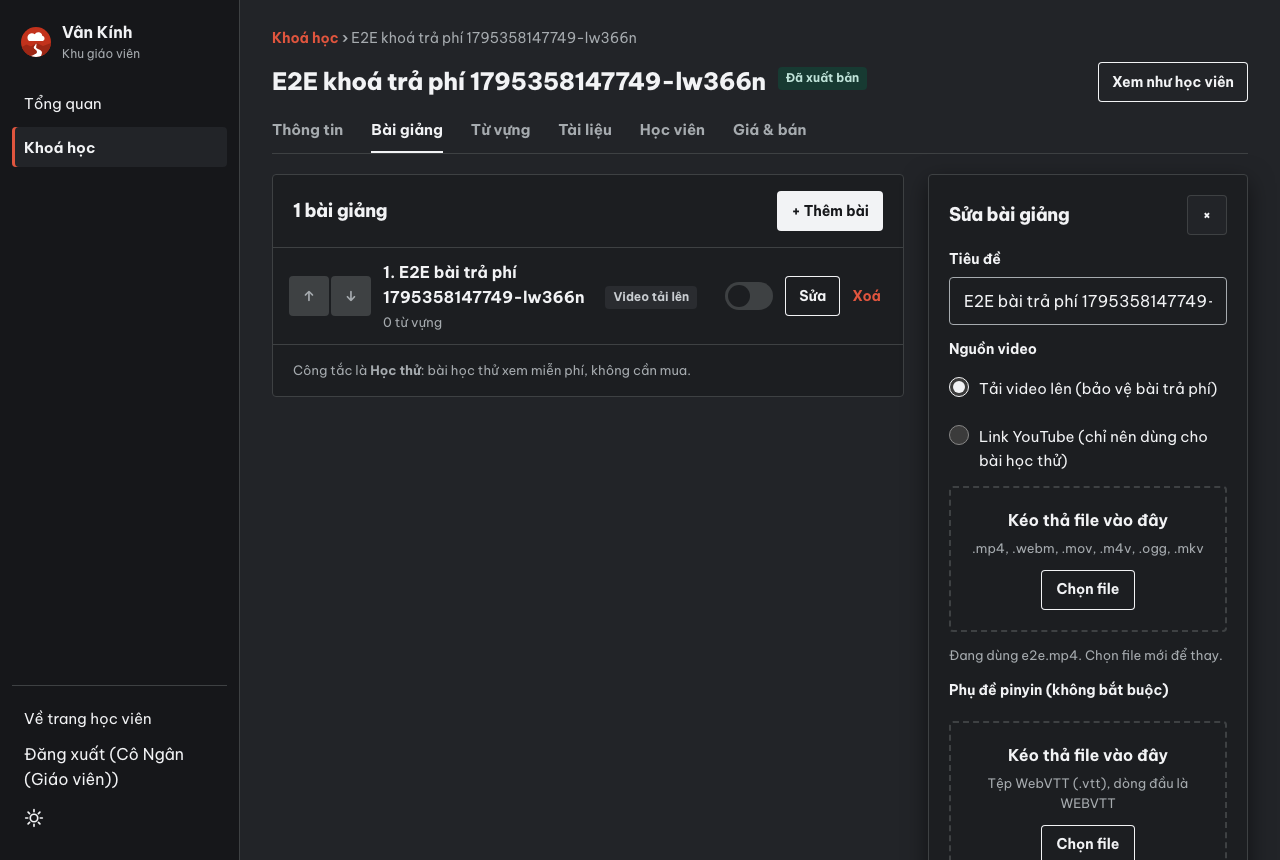 Vân Kính
Khu giáo viên
Tổng quan
Khoá học
Về trang học viên
Đăng xuất (Cô Ngân
(Giáo viên))
Khoá học › E2E khoá trả phí 1795358147749-lw366n
E2E khoá trả phí 1795358147749-lw366n
Đã xuất bản
Xem như học viên
Thông tin
Bài giảng
Từ vựng
Tài liệu
Học viên
Giá & bán
1 bài giảng
+ Thêm bài
↑
↓
1. E2E bài trả phí
1795358147749-lw366n
0 từ vựng
Video tải lên
Sửa
Xoá
Công tắc là Học thử: bài học thử xem miễn phí, không cần mua.
Sửa bài giảng
×
Tiêu đề
E2E bài trả phí 1795358147749-
Nguồn video
Tải video lên (bảo vệ bài trả phí)
Link YouTube (chỉ nên dùng cho
bài học thử)
Kéo thả file vào đây
.mp4, .webm, .mov, .m4v, .ogg, .mkv
Chọn file
Đang dùng e2e.mp4. Chọn file mới để thay.
Phụ đề pinyin (không bắt buộc)
Kéo thả file vào đây
Tệp WebVTT (.vtt), dòng đầu là
WEBVTT
Chọn file